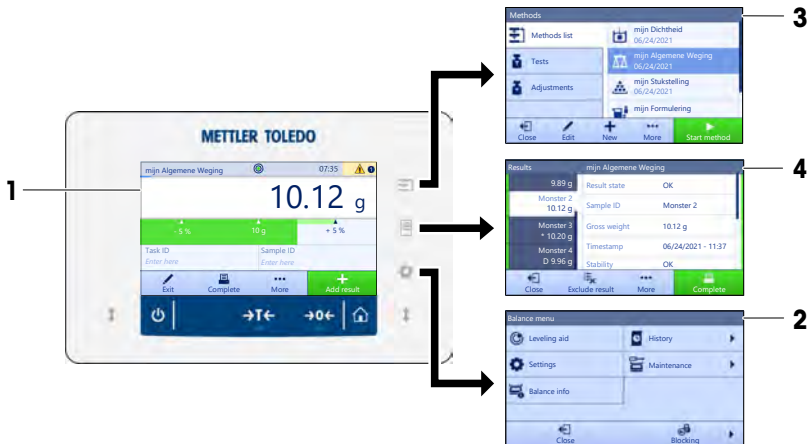 METTLER TOLEDO
1
mijn Algemene Weging 07:35
10.12 g
- 5 % 10 g + 5 %
Task ID Sample ID
Enter here Enter here
Exit Complete More Add result
→T← →0←
3
Methods
Methods list
Tests
Adjustments
mijn Dichtheid
06/24/2021
mijn Algemene Weging
06/24/2021
mijn Stukstelling
06/24/2021
mijn Formulering
Close Edit New More Start method
4
Results mijn Algemene Weging
9.89 g
Monster 2
10.12 g
Monster 3
* 10.20 g
Monster 4
D 9.96 g
Result state OK
Sample ID Monster 2
Gross weight 10.12 g
Timestamp 06/24/2021 - 11:37
Stability OK
Close Exclude result More Complete
2
Balance menu
Leveling aid History
Settings Maintenance
Balance info
Close Blocking